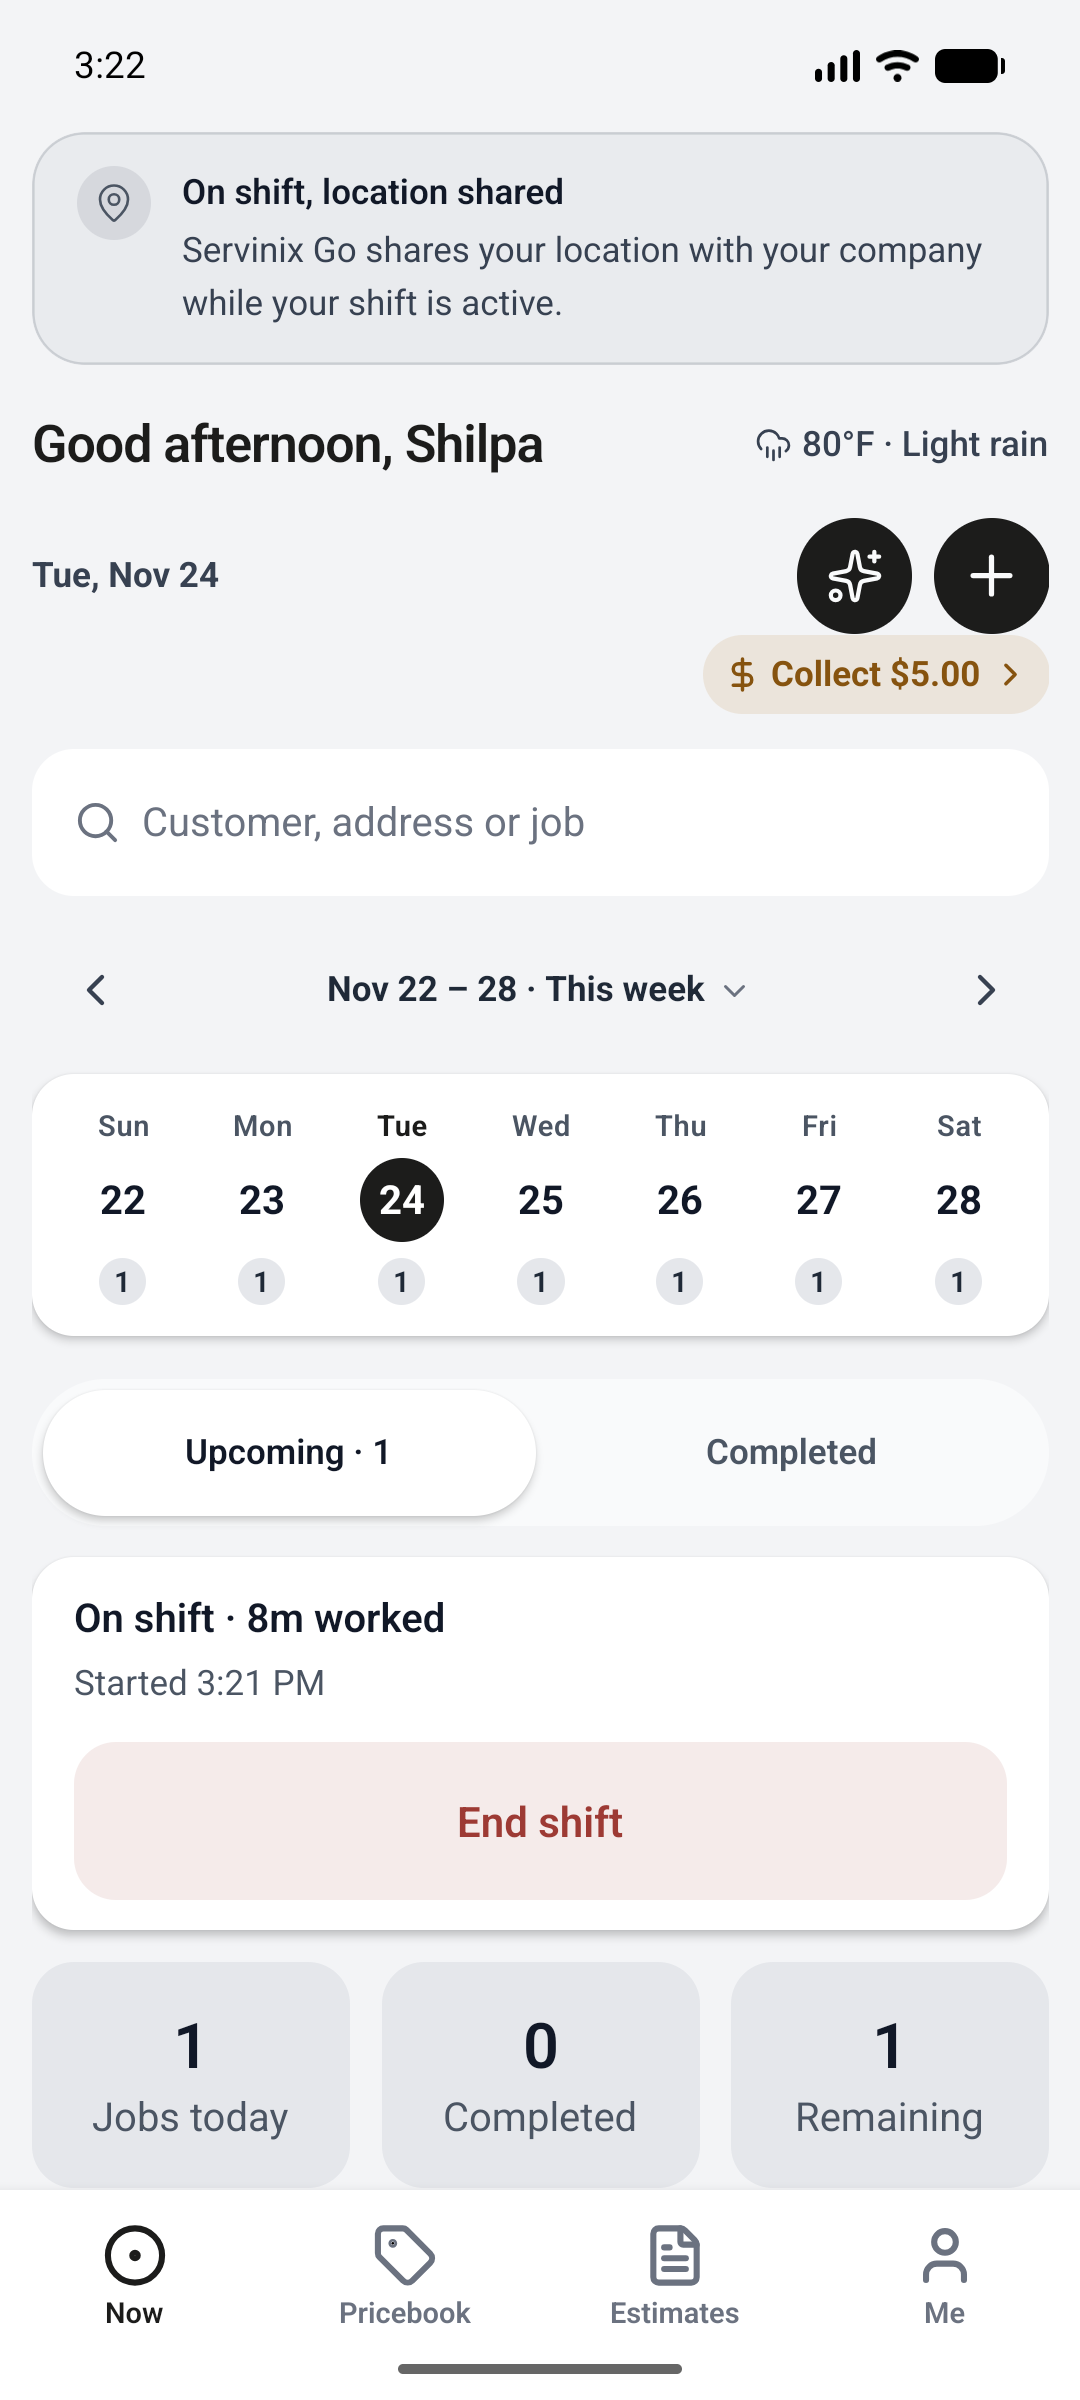 3:22
On shift, location shared
Servinix Go shares your location with your company
while your shift is active.
Good afternoon, Shilpa
80°F · Light rain
Tue, Nov 24
Collect $5.00
Customer, address or job
Nov 22 – 28 · This week
Sun Mon Tue Wed Thu Fri Sat
22 23 24 25 26 27 28
1 1 1 1 1 1 1
Upcoming · 1
Completed
On shift · 8m worked
Started 3:21 PM
End shift
1 0 1
Jobs today Completed Remaining
Now Pricebook Estimates Me